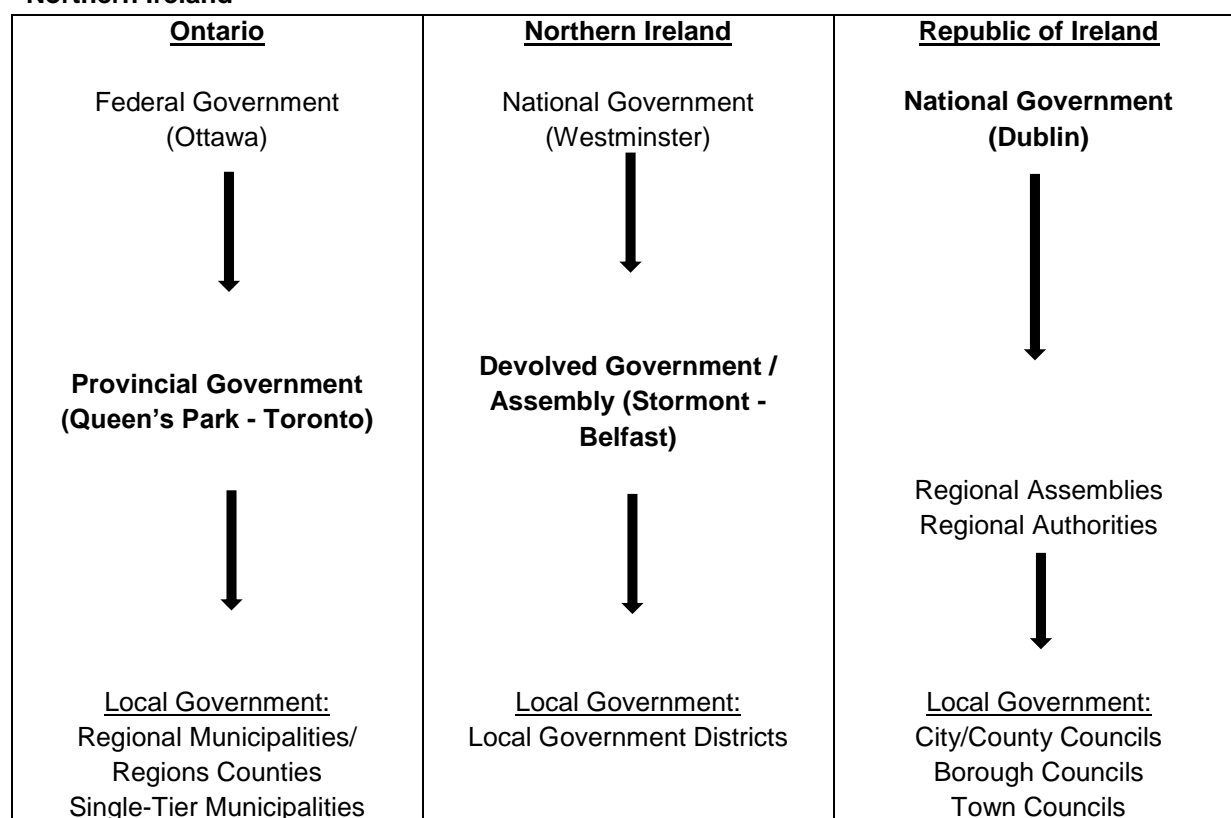 Northern Ireland
Ontario
Federal Government
(Ottawa)
Provincial Government
(Queen's Park - Toronto)
Local Government:
Regional Municipalities/
Regions Counties
Single-Tier Municipalities
Northern Ireland
National Government
(Westminster)
Devolved Government /
Assembly (Stormont -
Belfast)
Local Government:
Local Government Districts
Republic of Ireland
National Government
(Dublin)
Regional Assemblies
Regional Authorities
Local Government:
City/County Councils
Borough Councils
Town Councils